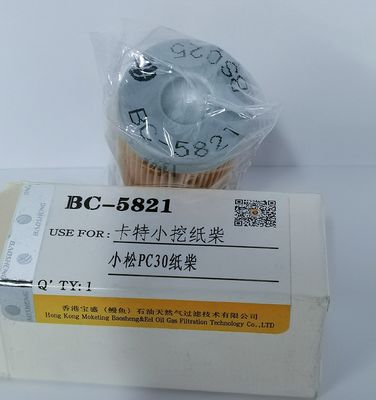 BC-5821
BAOSHENG
BC-5821
USE FOR: 卡特小挖纸柴
小松PC30纸柴
Q'TY:1
香港宝盛(鳗鱼)石油天然气过滤技术有限公司
Hong Kong Moketing Baosheng&Eel Oil Gas Filtration Technology Co.,LTD